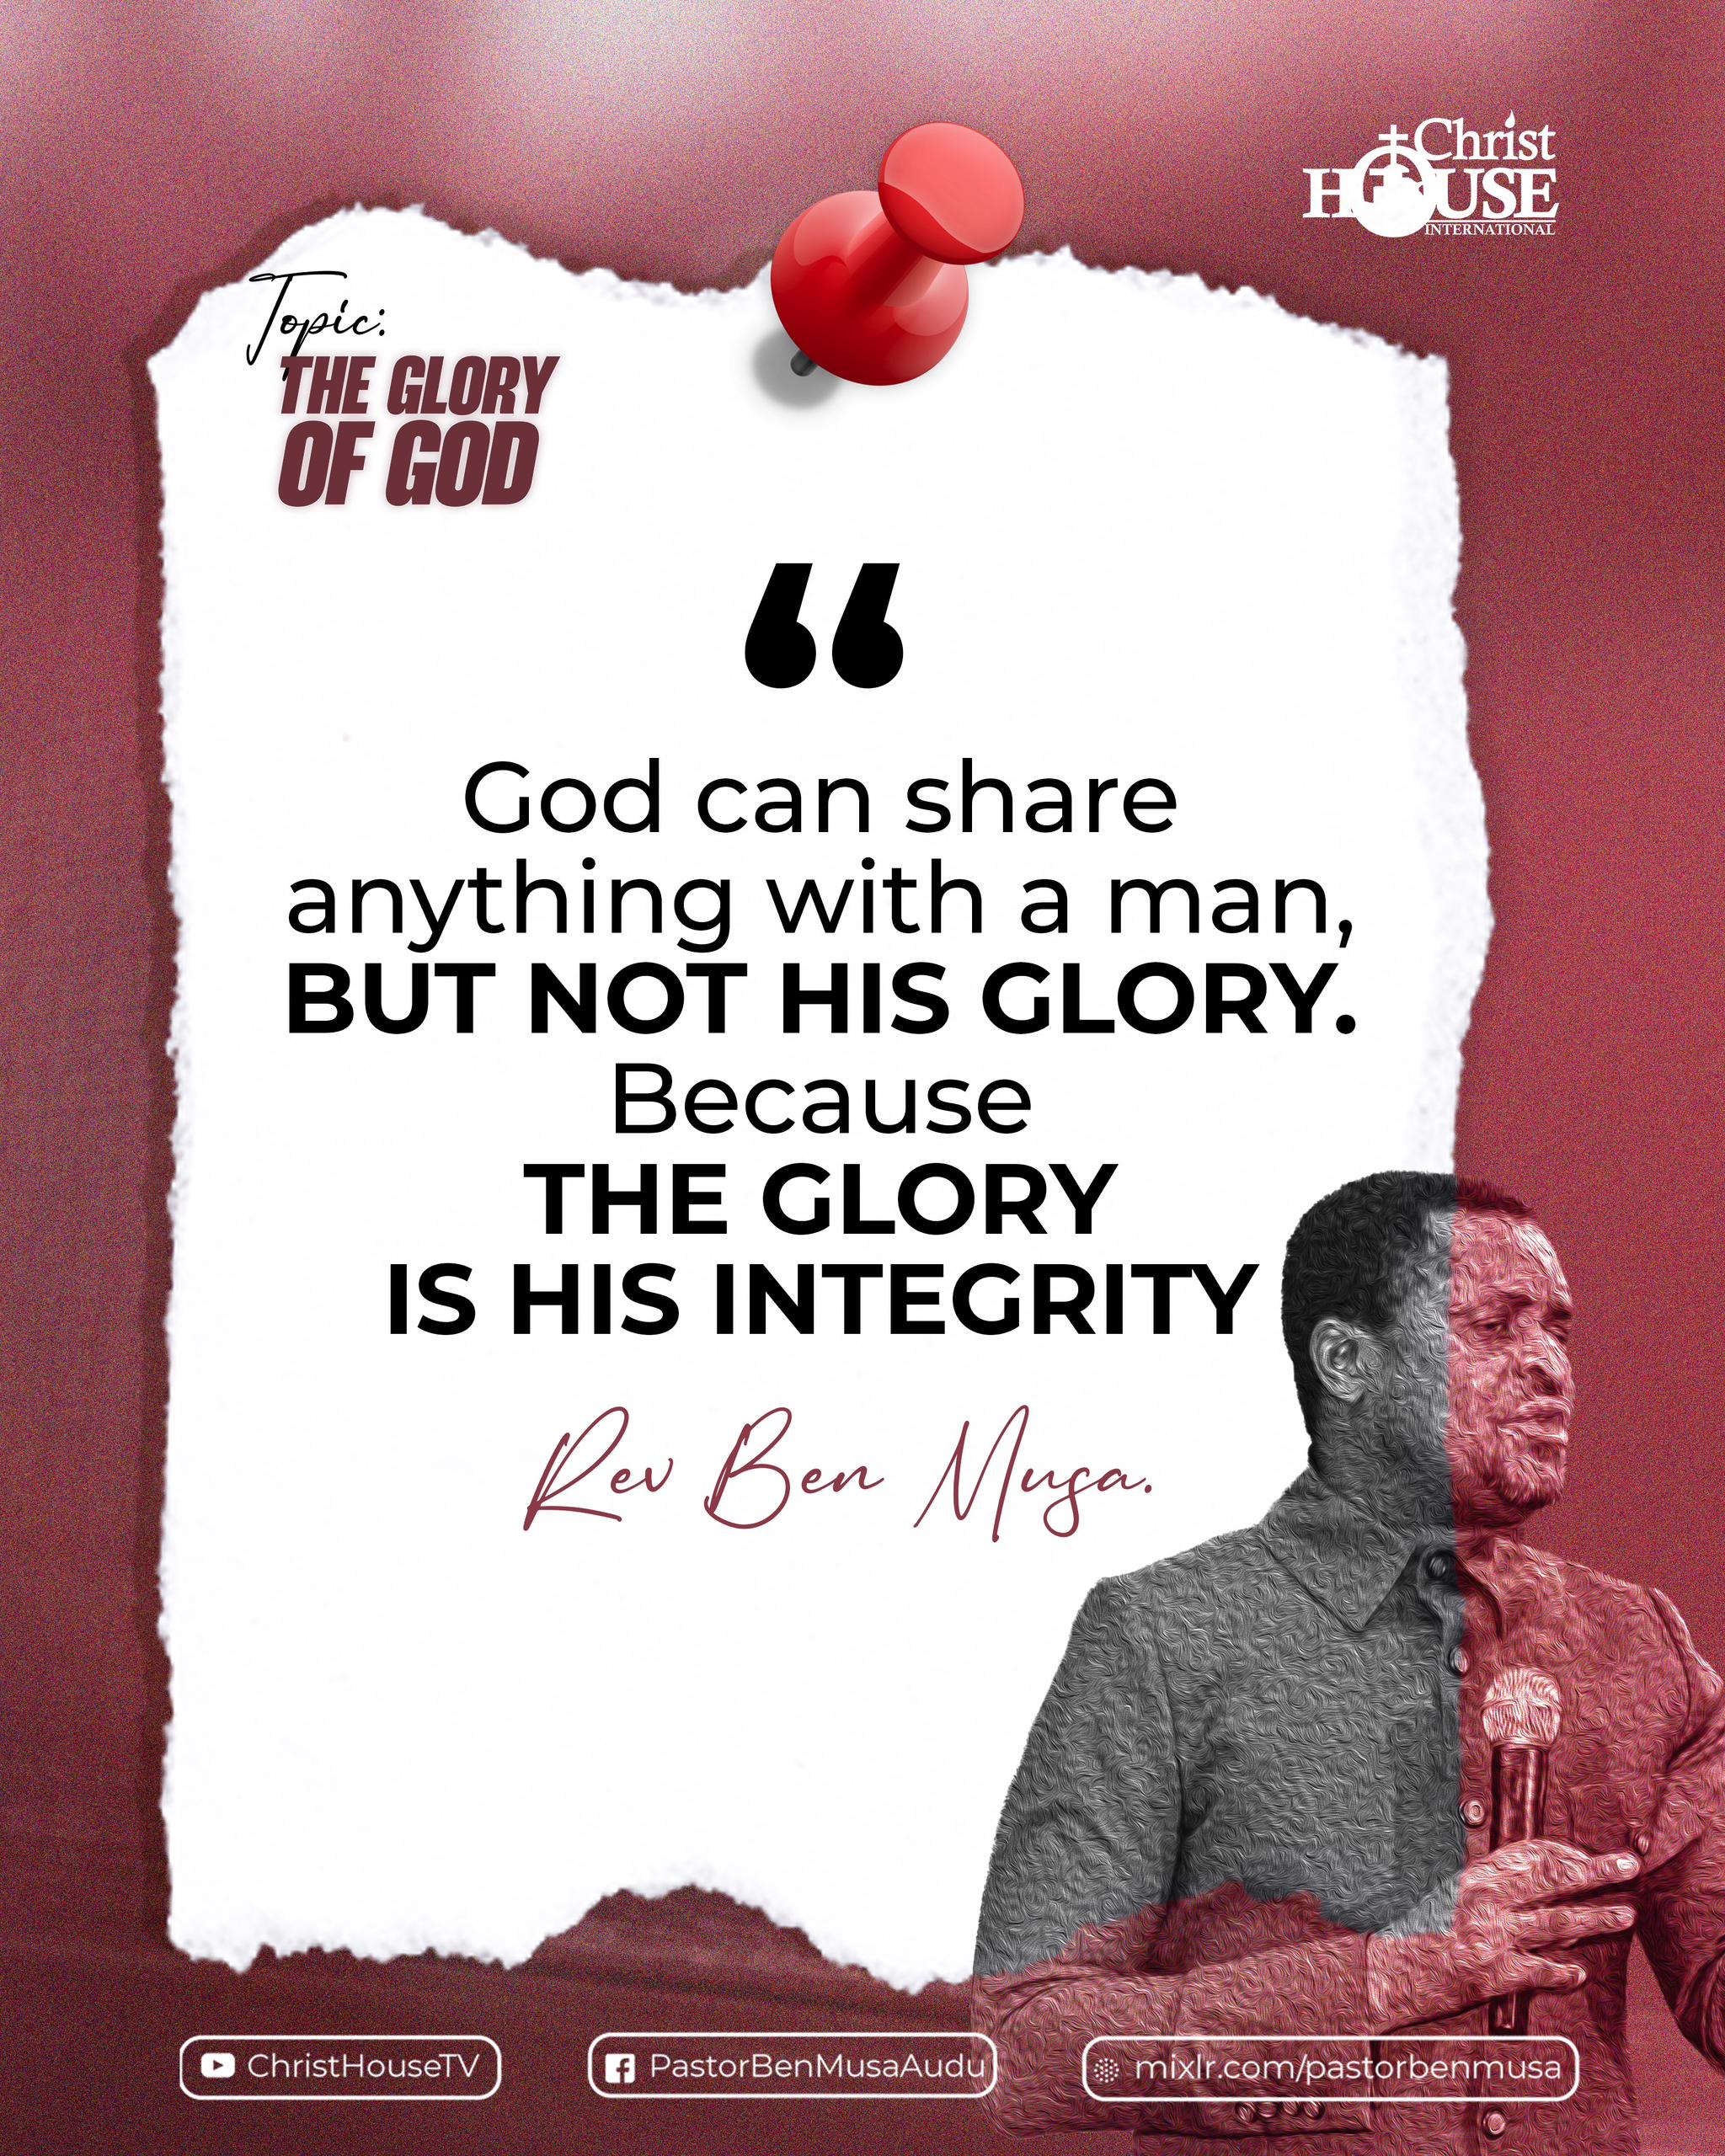 Christ
HOUSE
INTERNATIONAL
Topic:
THE GLORY
OF GOD
“
God can share
anything with a man,
BUT NOT HIS GLORY.
Because
THE GLORY
IS HIS INTEGRITY
Rev Ben Musa.
ChristHouseTV
PastorBenMusaAudu
mixlr.com/pastorbenmusa